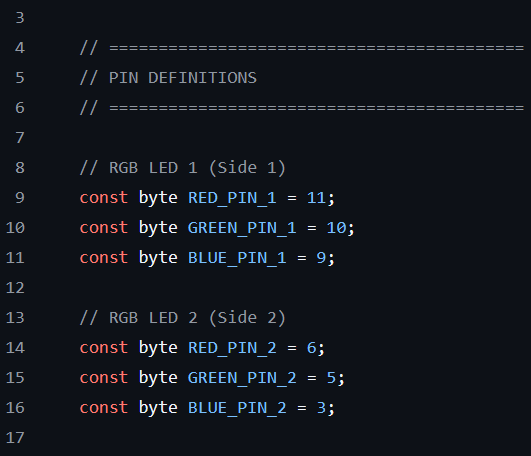 3
4 // ==========================================
5 // PIN DEFINITIONS
6 // ==========================================
7
8 // RGB LED 1 (Side 1)
9 const byte RED_PIN_1 = 11;
10 const byte GREEN_PIN_1 = 10;
11 const byte BLUE_PIN_1 = 9;
12
13 // RGB LED 2 (Side 2)
14 const byte RED_PIN_2 = 6;
15 const byte GREEN_PIN_2 = 5;
16 const byte BLUE_PIN_2 = 3;
17